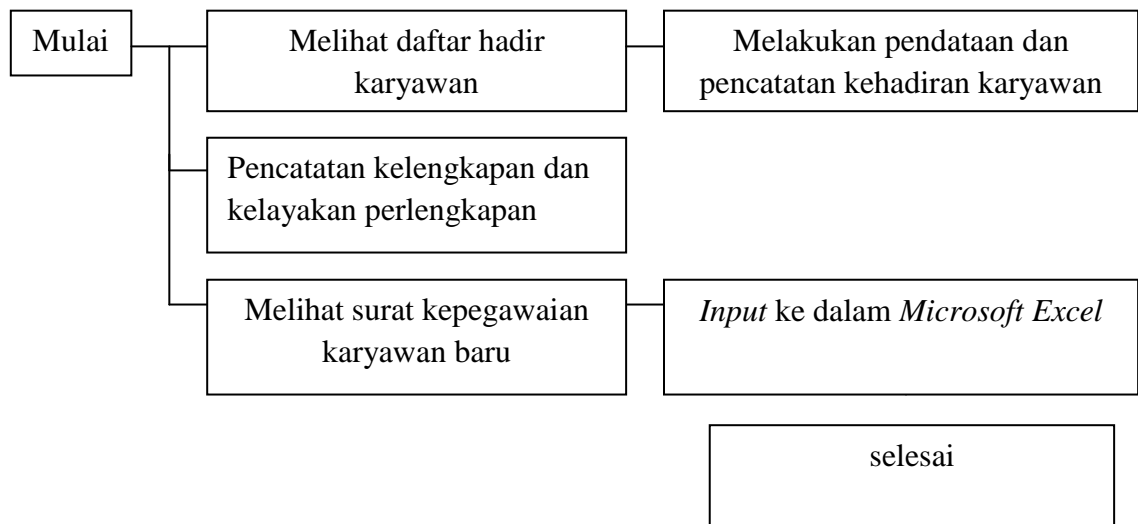 Mulai
Melihat daftar hadir
karyawan
Melakukan pendataan dan
pencatatan kehadiran karyawan
Pencatatan kelengkapan dan
kelayakan perlengkapan
Melihat surat kepegawaian
karyawan baru
Input ke dalam Microsoft Excel
selesai